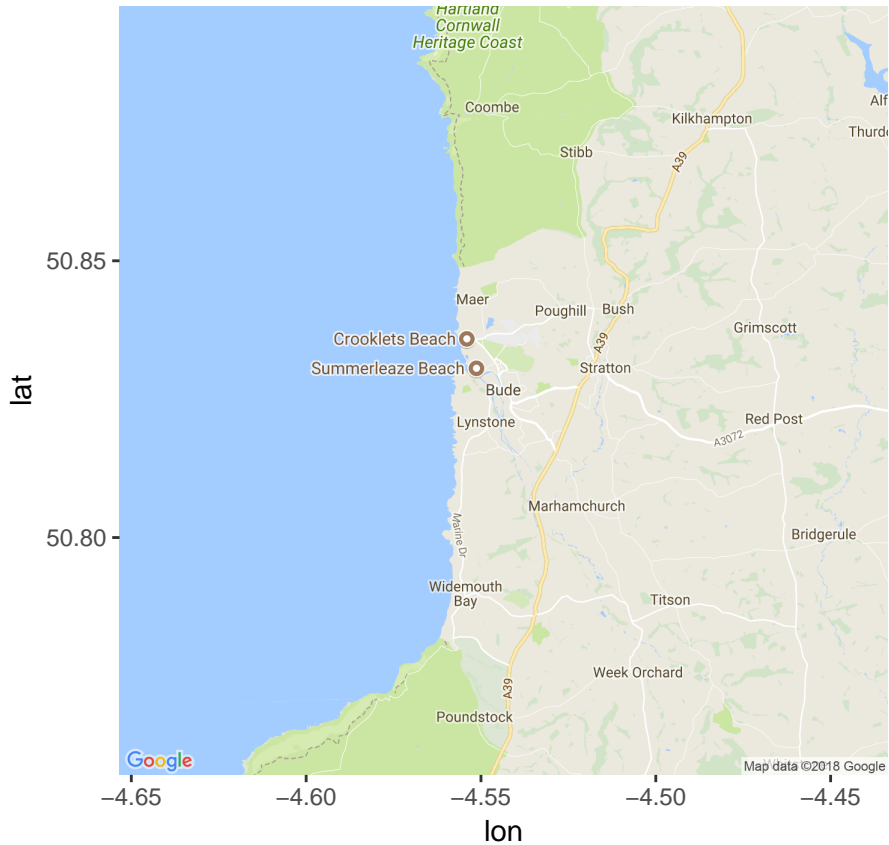 Hartland
Cornwall
Heritage Coast
Coombe
Kilkhampton
Alf
Thurdo
Stibb
A39
50.85
Maer
Poughill
Bush
Grimscott
Crooklets Beach
A39
Summerleaze Beach
Stratton
lat
Bude
Lynstone
Red Post
A3072
Marhamchurch
Marine Dr
50.80
Bridgerule
Widemouth
Bay
Titson
Week Orchard
A39
Poundstock
Google
Map data ©2018 Google
−4.65
−4.60
−4.55
−4.50
−4.45
lon